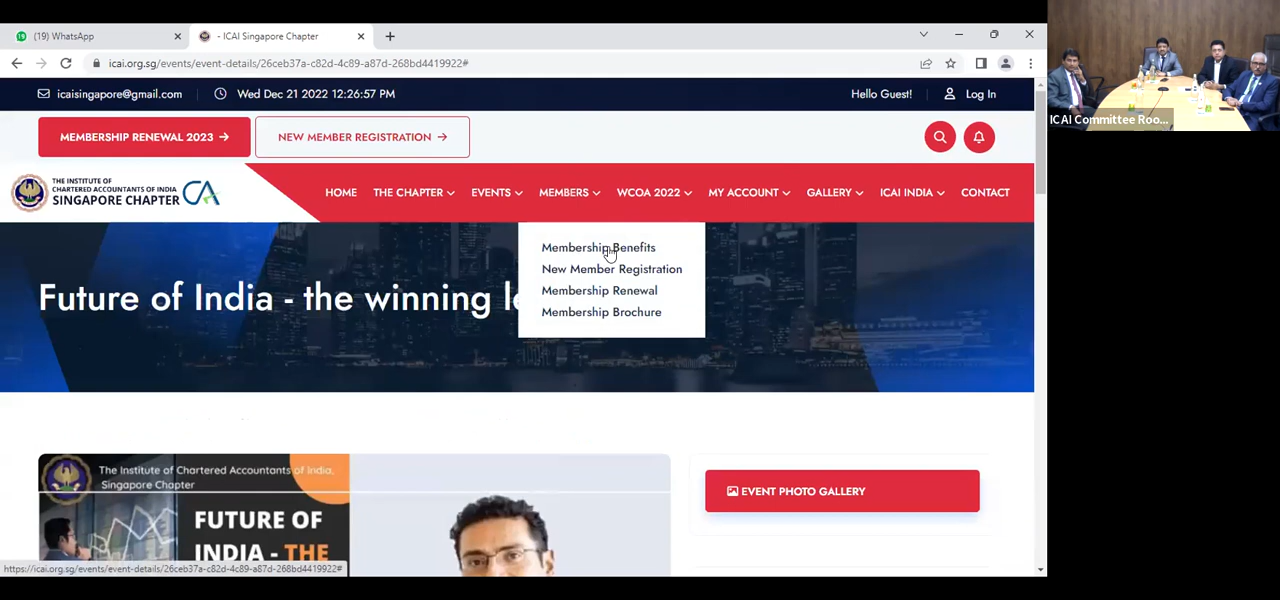 (19) WhatsApp
- ICAI Singapore Chapter
icai.org.sg/events/event-details/26ceb37a-c82d-4c89-a87d-268bd4419922#
icaisingapore@gmail.com
Wed Dec 21 2022 12:26:57 PM
Hello Guest!
Log In
MEMBERSHIP RENEWAL 2023
NEW MEMBER REGISTRATION
THE INSTITUTE OF
CHARTERED ACCOUNTANTS OF INDIA
SINGAPORE CHAPTER
CA
HOME THE CHAPTER EVENTS MEMBERS WCOA 2022 MY ACCOUNT GALLERY ICAI INDIA CONTACT
Membership Benefits
New Member Registration
Membership Renewal
Membership Brochure
Future of India - the winning le
The Institute of Chartered Accountants of India,
Singapore Chapter
FUTURE OF
INDIA - THE
EVENT PHOTO GALLERY
https://icai.org.sg/events/event-details/26ceb37a-c82d-4c89-a87d-268bd4419922#
ICAI Committee Roo...